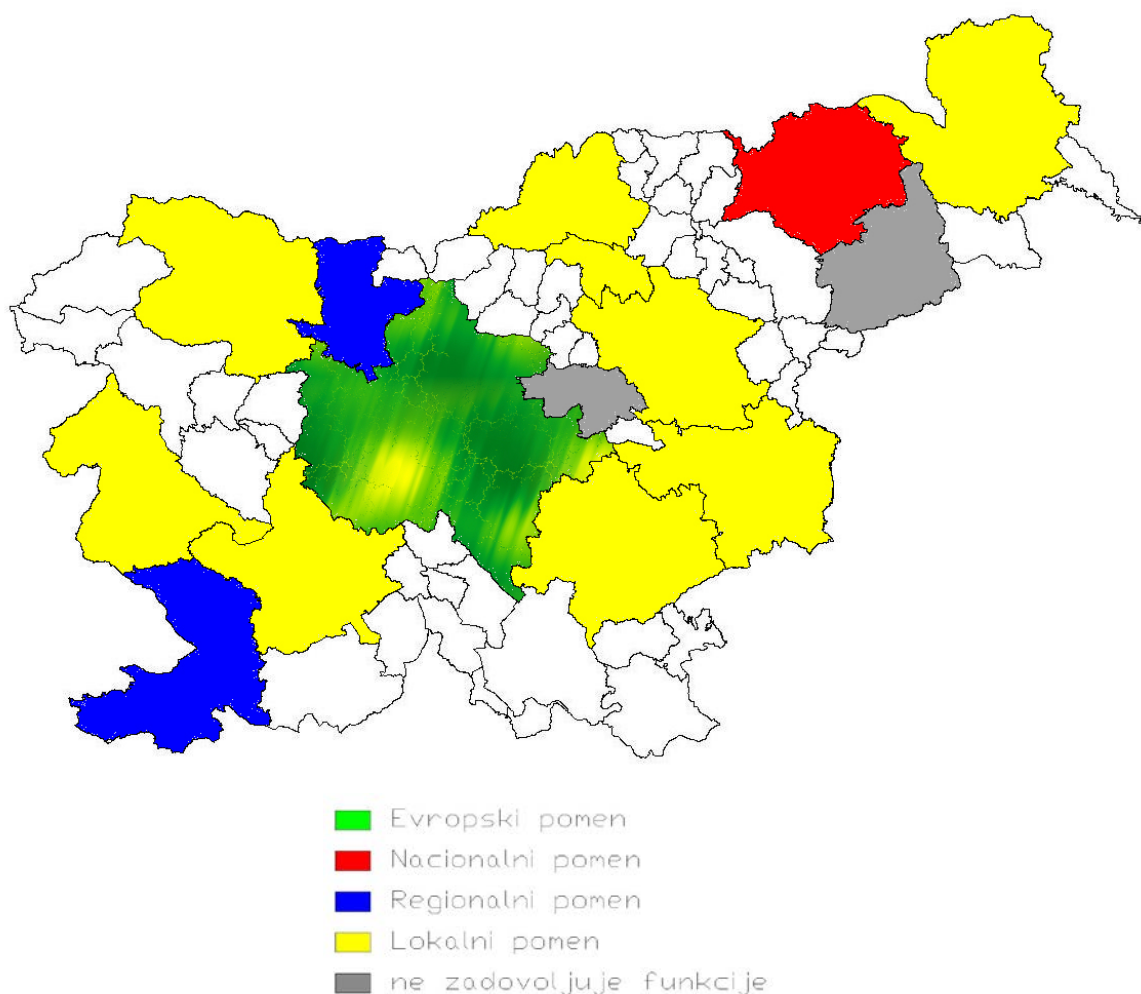 Evropski pomen
Nacionalni pomen
Regionalni pomen
Lokalni pomen
ne zadovoljuje funkcije